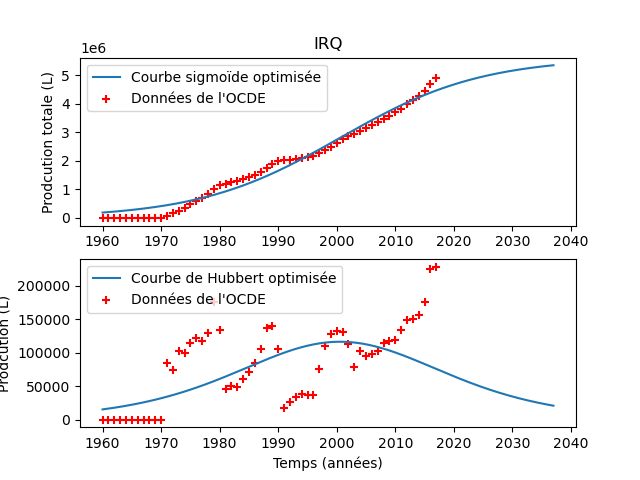 IRQ
1e6
Prodcution totale (L)
5
4
3
2
1
0
Courbe sigmoïde optimisée
Données de l'OCDE
1960 1970 1980 1990 2000 2010 2020 2030 2040
Prodcution (L)
200000
150000
100000
50000
0
Courbe de Hubbert optimisée
Données de l'OCDE
1960 1970 1980 1990 2000 2010 2020 2030 2040
Temps (années)